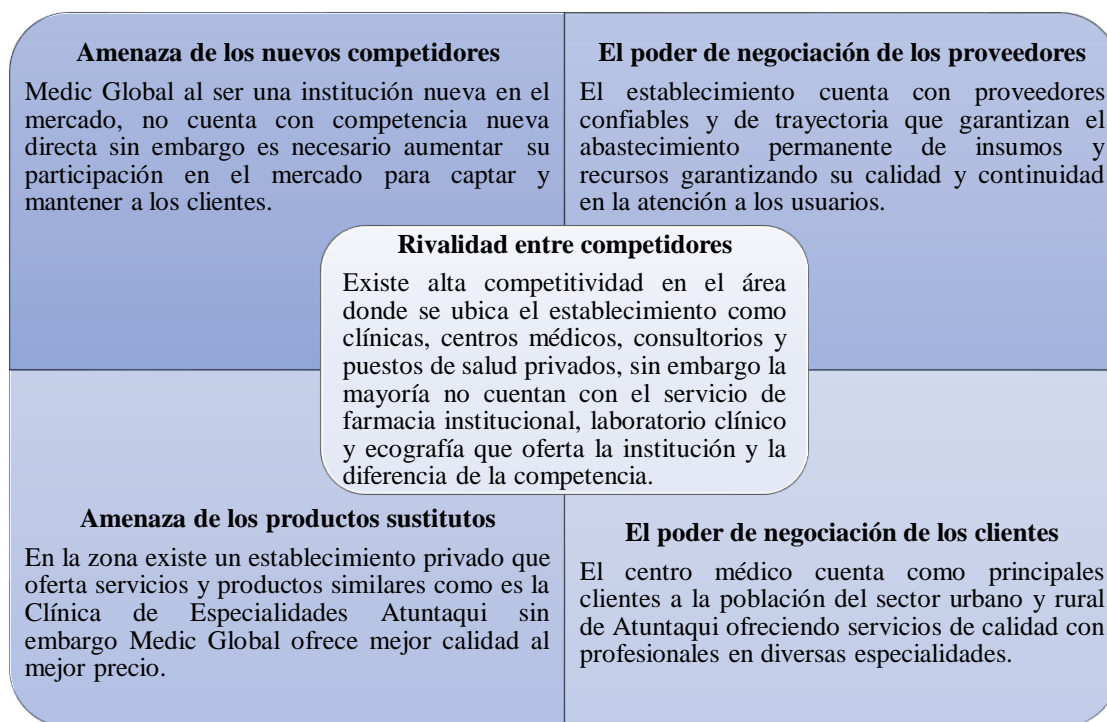 Amenaza de los nuevos competidores
Medic Global al ser una institución nueva en el
mercado, no cuenta con competencia nueva
directa sin embargo es necesario aumentar su
participación en el mercado para captar y
mantener a los clientes.
El poder de negociación de los proveedores
El establecimiento cuenta con proveedores
confiables y de trayectoria que garantizan el
abastecimiento permanente de insumos y
recursos garantizando su calidad y continuidad
en la atención a los usuarios.
Rivalidad entre competidores
Existe alta competitividad en el área
donde se ubica el establecimiento como
clínicas, centros médicos, consultorios y
puestos de salud privados, sin embargo la
mayoría no cuentan con el servicio de
farmacia institucional, laboratorio clínico
y ecografía que oferta la institución y la
diferencia de la competencia.
Amenaza de los productos sustitutos
En la zona existe un establecimiento privado que
oferta servicios y productos similares como es la
Clínica de Especialidades Atuntaqui sin
embargo Medic Global ofrece mejor calidad al
mejor precio.
El poder de negociación de los clientes
El centro médico cuenta como principales
clientes a la población del sector urbano y rural
de Atuntaqui ofreciendo servicios de calidad con
profesionales en diversas especialidades.